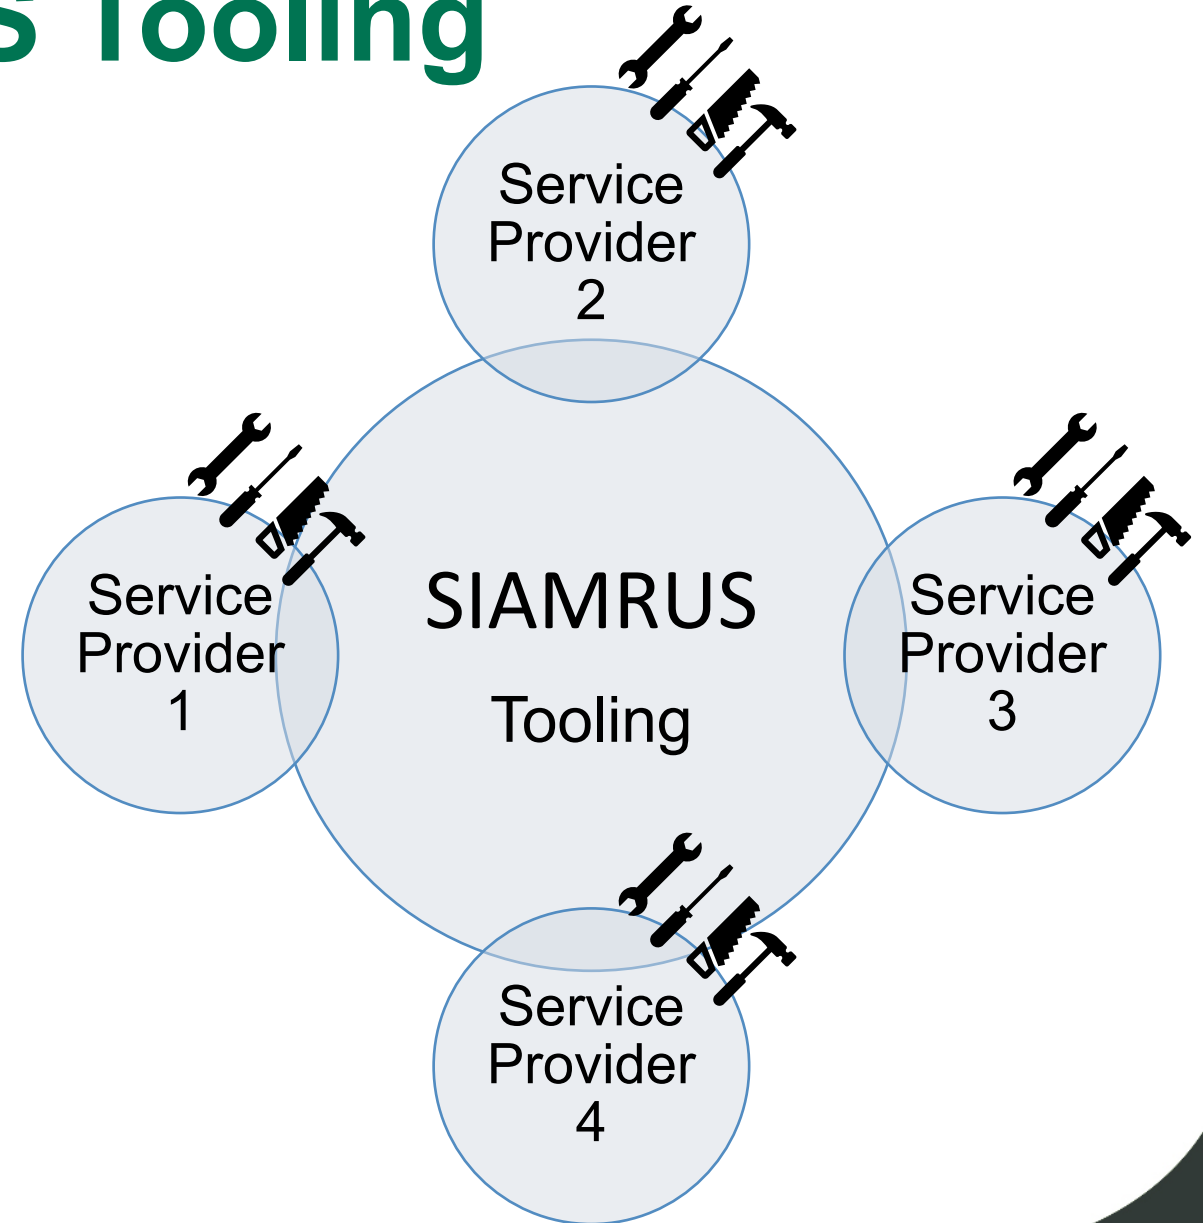 S Tooling
Service
Provider
2
Service
Provider
1
SIAMRUS
Tooling
Service
Provider
3
Service
Provider
4